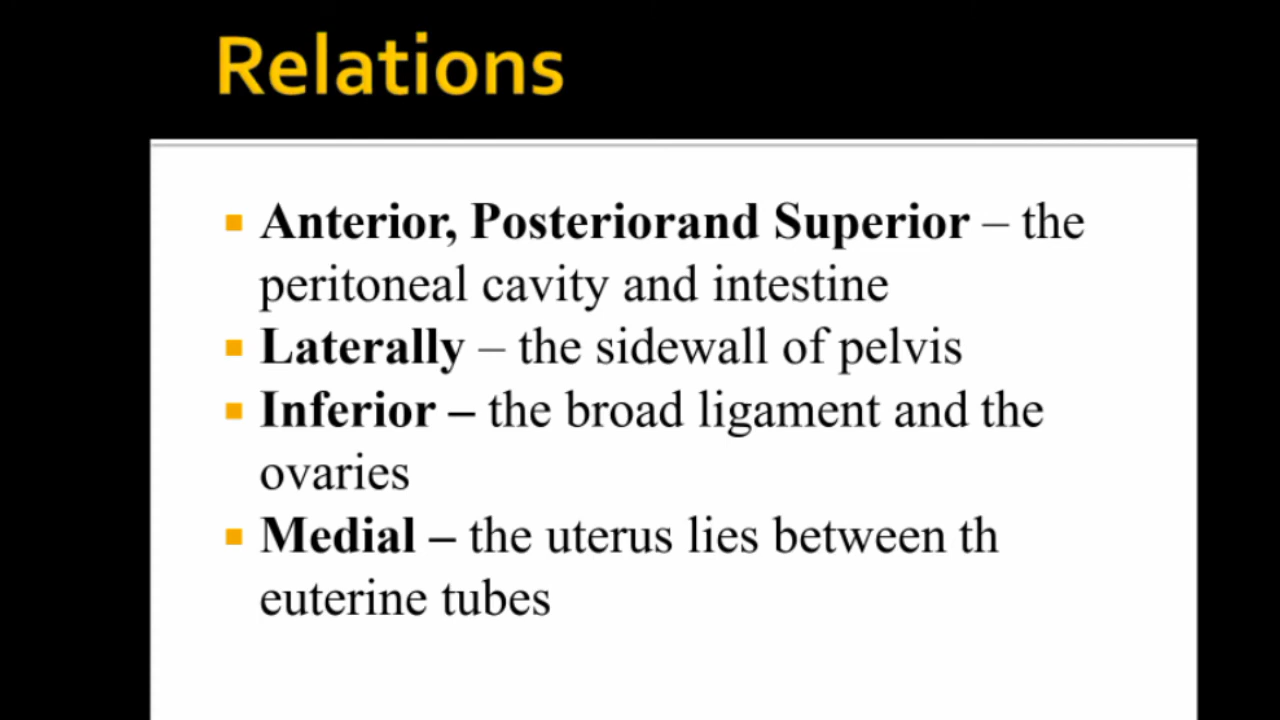 Relations
Anterior, Posteriorand Superior – the
peritoneal cavity and intestine
Laterally – the sidewall of pelvis
Inferior – the broad ligament and the
ovaries
Medial – the uterus lies between th
euterine tubes